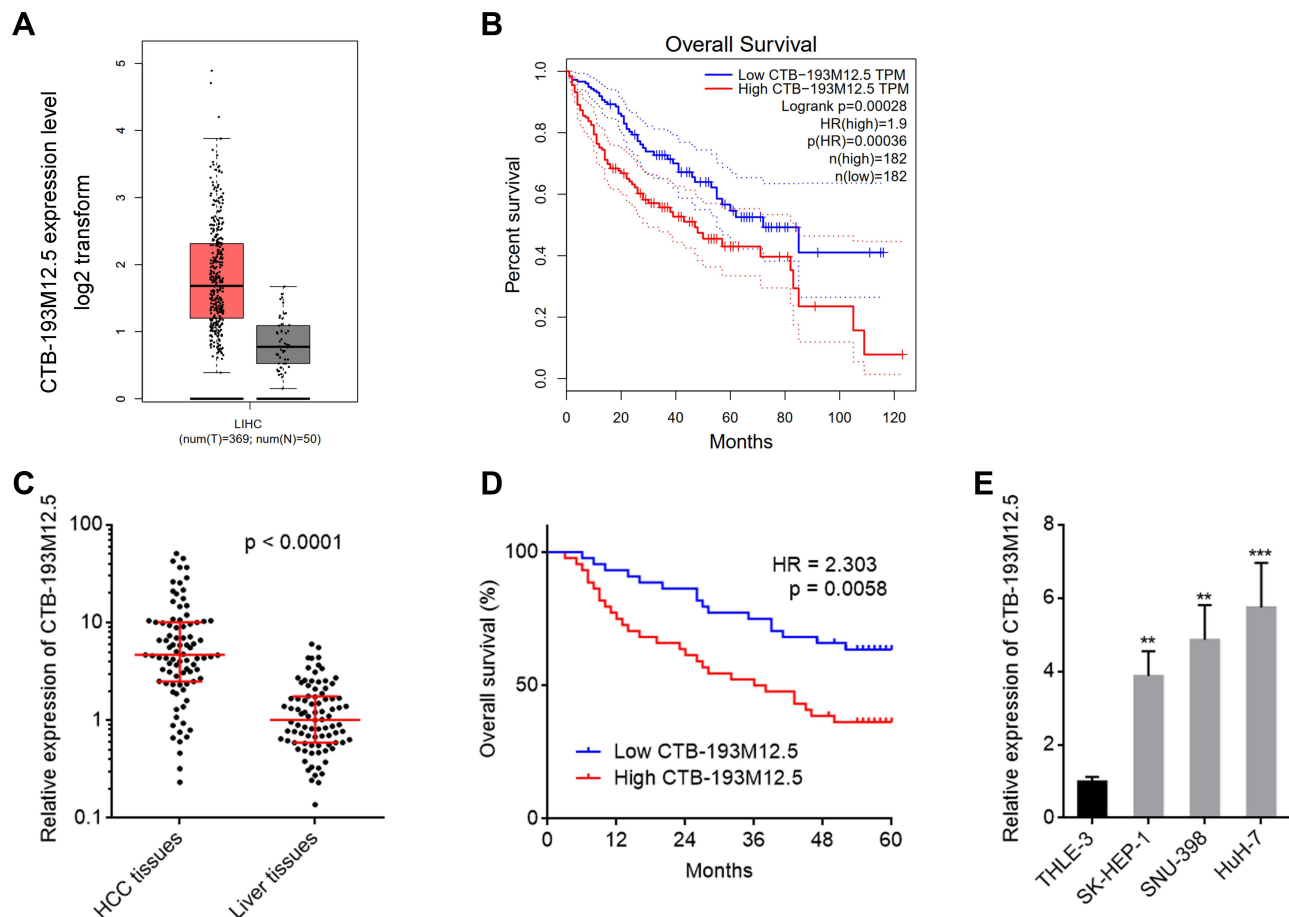 A
CTB-193M12.5 expression level
log2 transform
5
4
3
2
1
0
LIHC
(num(T)=369; num(N)=50)
B
Overall Survival
Percent survival
1.0
0.8
0.6
0.4
0.2
0.0
Low CTB−193M12.5 TPM
High CTB−193M12.5 TPM
Logrank p=0.00028
HR(high)=1.9
p(HR)=0.00036
n(high)=182
n(low)=182
0 20 40 60 80 100 120
Months
C
Relative expression of CTB-193M12.5
100
10
1
0.1
p < 0.0001
HCC tissues
Liver tissues
D
Overall survival (%)
100
50
0
HR = 2.303
p = 0.0058
Low CTB-193M12.5
High CTB-193M12.5
0 12 24 36 48 60
Months
E
Relative expression of CTB-193M12.5
8
6
4
2
0
**
**
***
THLE-3
SK-HEP-1
SNU-398
HuH-7